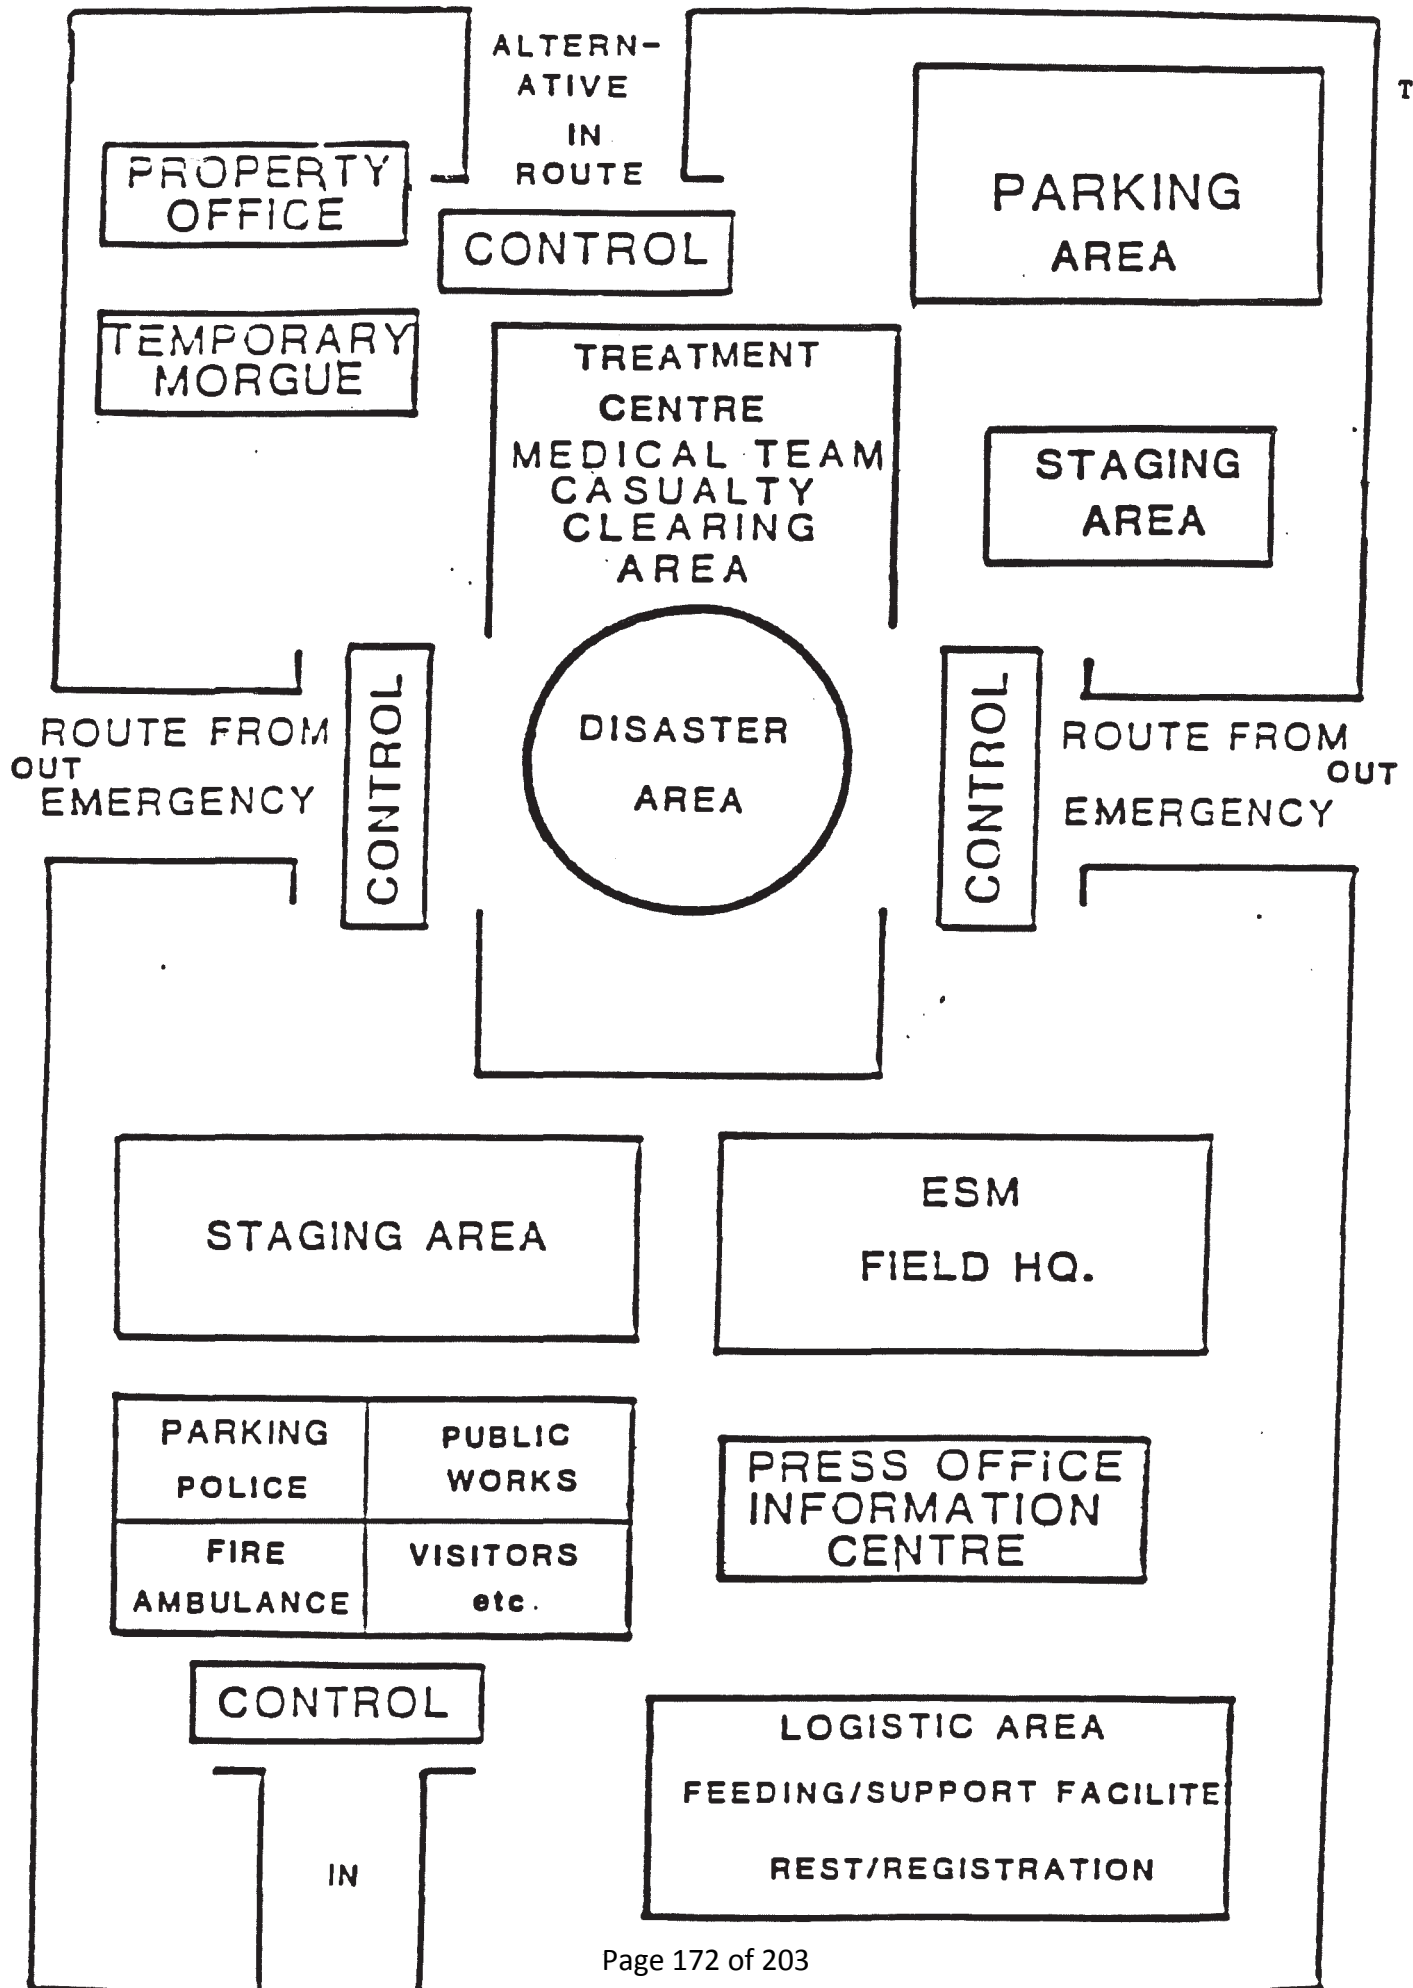 ALTERN-
ATIVE
IN
ROUTE
T
PROPERTY
OFFICE
CONTROL
PARKING
AREA
TEMPORARY
MORGUE
TREATMENT
CENTRE
MEDICAL TEAM
CASUALTY
CLEARING
AREA
STAGING
AREA
ROUTE FROM
OUT
EMERGENCY
CONTROL
DISASTER
AREA
CONTROL
ROUTE FROM
OUT
EMERGENCY
STAGING AREA
ESM
FIELD HQ.
PARKING
POLICE
PUBLIC
WORKS
FIRE
AMBULANCE
VISITORS
etc.
PRESS OFFICE
INFORMATION
CENTRE
CONTROL
IN
LOGISTIC AREA
FEEDING/SUPPORT FACILITE
REST/REGISTRATION
Page 172 of 203